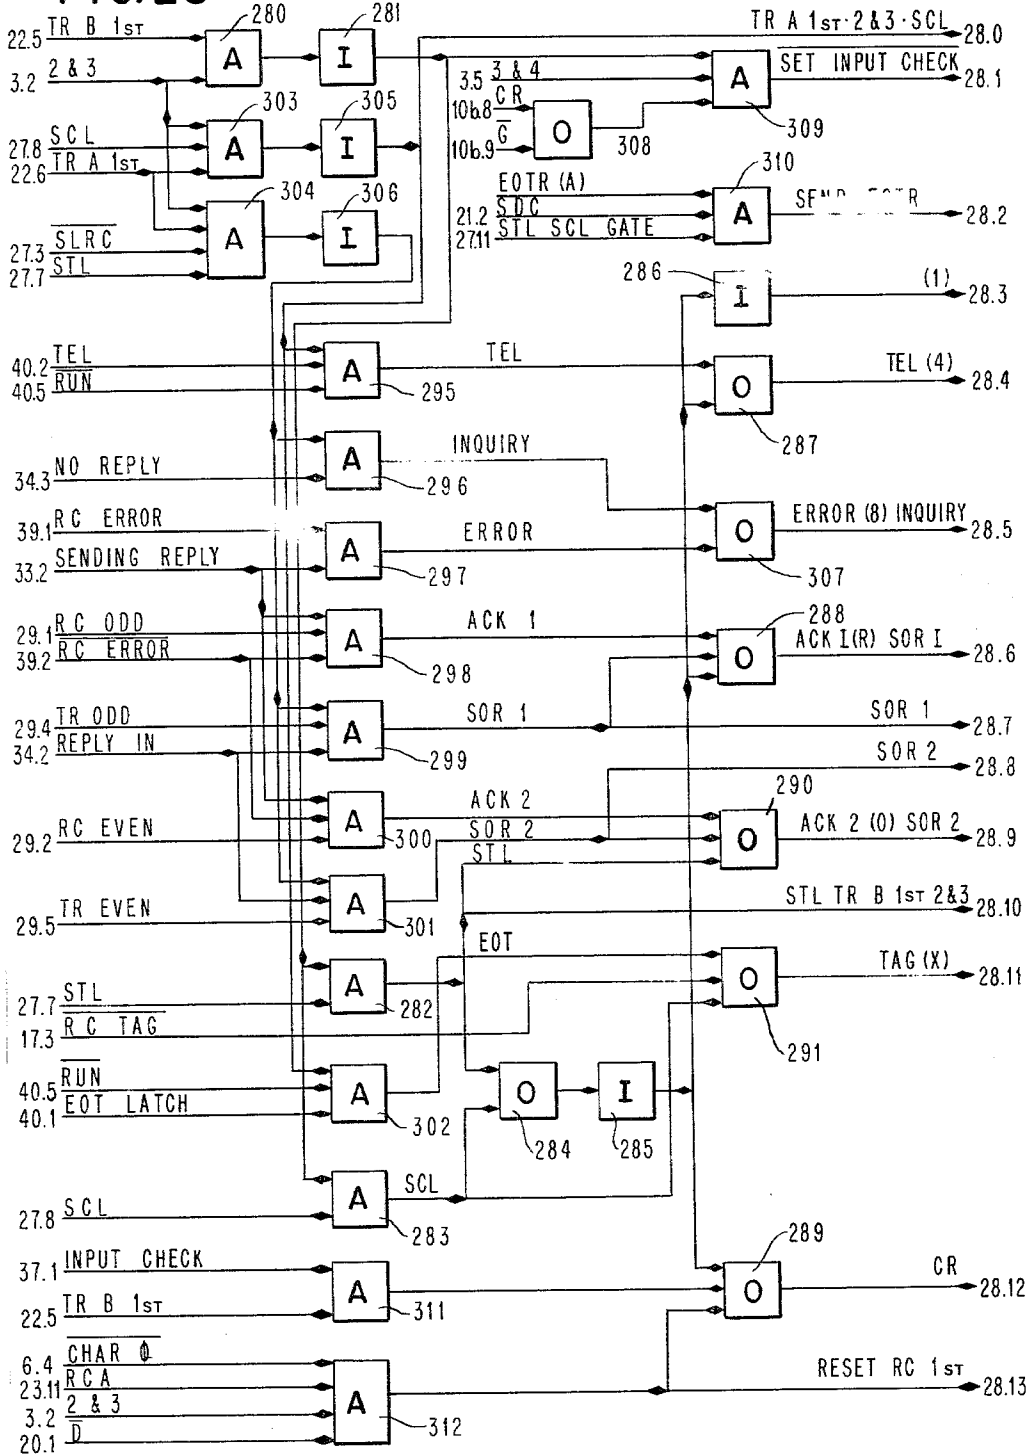 280
281
TR B 1ST
22.5
A
I
TR A 1ST·2 & 3·SCL
28.0
2 & 3
3.2
3 & 4
3.5
SET INPUT CHECK
28.1
A
309
CR
10b.8
G
10b.9
O
308
303
305
SCL
27.8
TR A 1ST
22.6
A
I
304
306
SLRC
27.3
STL
27.7
A
I
EOTR (A)
SDC
21.2
STL SCL GATE
27.11
310
A
28.2
286
I
(1)
28.3
TEL
40.2
RUN
40.5
A
295
TEL
O
287
TEL (4)
28.4
NO REPLY
34.3
A
296
INQUIRY
RC ERROR
39.1
SENDING REPLY
33.2
A
297
ERROR
O
307
ERROR (8) INQUIRY
28.5
RC ODD
29.1
RC ERROR
39.2
A
298
ACK 1
288
O
ACK I(R) SOR I
28.6
TR ODD
29.4
REPLY IN
34.2
A
299
SOR 1
SOR 1
28.7
SOR 2
28.8
RC EVEN
29.2
A
300
ACK 2
SOR 2
STL
290
O
ACK 2 (0) SOR 2
28.9
TR EVEN
29.5
A
301
STL TR B 1ST 2&3
28.10
EOT
STL
27.7
RC TAG
17.3
A
282
O
291
TAG (X)
28.11
RUN
40.5
EOT LATCH
40.1
A
302
O
284
I
285
SCL
27.8
A
283
SCL
INPUT CHECK
37.1
TR B 1ST
22.5
A
311
289
O
CR
28.12
CHAR
6.4
RCA
23.11
2 & 3
3.2
D
20.1
A
312
RESET RC 1ST
28.13